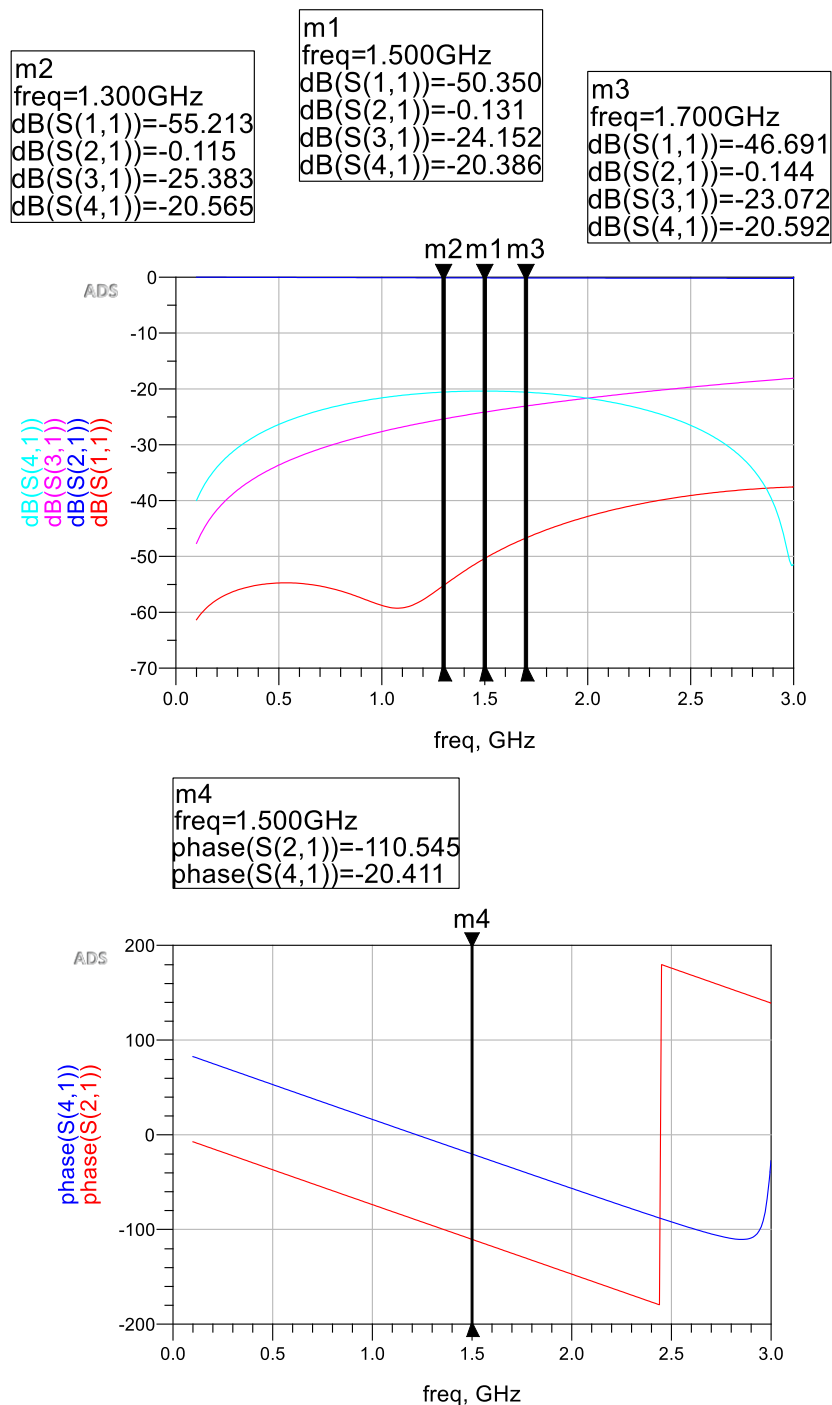 m1
freq=1.500GHz
dB(S(1,1))=-50.350
dB(S(2,1))=-0.131
dB(S(3,1))=-24.152
dB(S(4,1))=-20.386
m2
freq=1.300GHz
dB(S(1,1))=-55.213
dB(S(2,1))=-0.115
dB(S(3,1))=-25.383
dB(S(4,1))=-20.565
m3
freq=1.700GHz
dB(S(1,1))=-46.691
dB(S(2,1))=-0.144
dB(S(3,1))=-23.072
dB(S(4,1))=-20.592
m2 m1 m3
ADS
0
-10
-20
-30
-40
-50
-60
-70
dB(S(4,1))
dB(S(3,1))
dB(S(2,1))
dB(S(1,1))
0.0 0.5 1.0 1.5 2.0 2.5 3.0
freq, GHz
m4
freq=1.500GHz
phase(S(2,1))=-110.545
phase(S(4,1))=-20.411
m4
ADS
200
100
0
-100
-200
phase(S(4,1))
phase(S(2,1))
0.0 0.5 1.0 1.5 2.0 2.5 3.0
freq, GHz